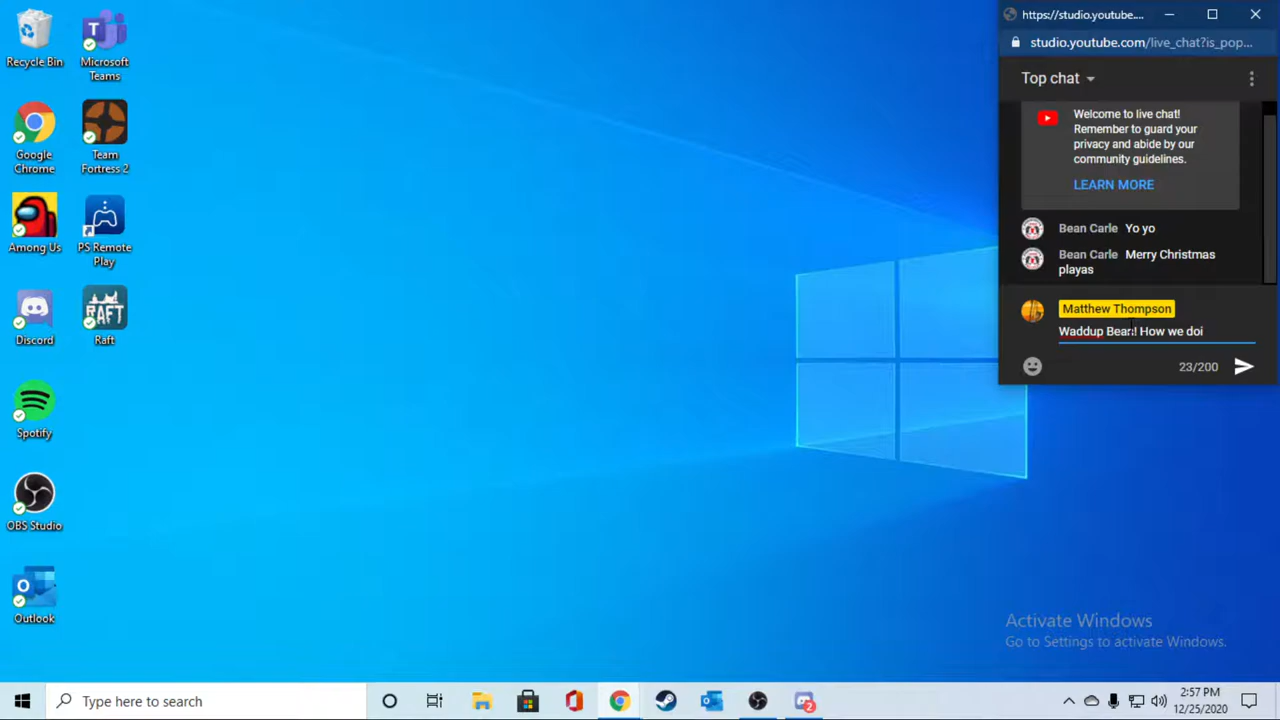 https://studio.youtube....
studio.youtube.com/live_chat?is_pop...
Top chat
Welcome to live chat!
Remember to guard your
privacy and abide by our
community guidelines.
LEARN MORE
Bean Carle Yo yo
Bean Carle Merry Christmas
playas
Matthew Thompson
Waddup Bean! How we doi
23/200
Recycle Bin
Microsoft
Teams
Google
Chrome
Team
Fortress 2
Among Us
PS Remote
Play
Discord
RAFT
Raft
Spotify
OBS Studio
Outlook
Activate Windows
Go to Settings to activate Windows.
Type here to search
2
2:57 PM
12/25/2020